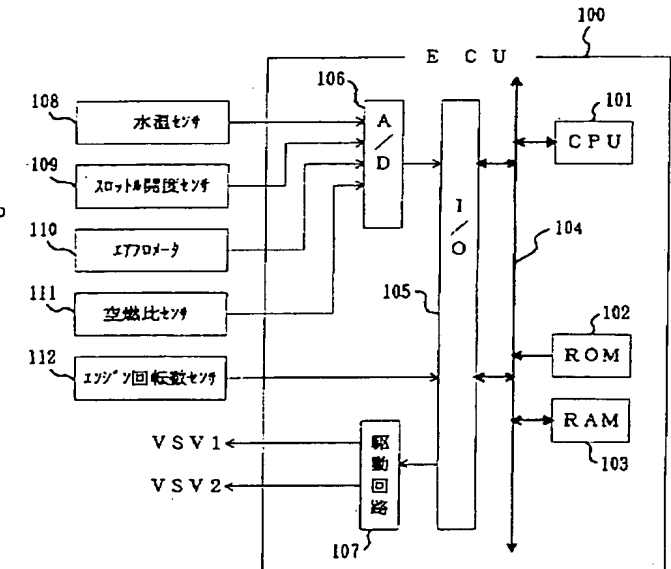 100
E C U
108
水温センサ
106
A/D
101
CPU
109
スロットル開度センサ
I/O
110
エアフロメータ
104
111
空燃比センサ
105
102
ROM
112
エンジン回転数センサ
RAM
103
VSV1
VSV2
駆動回路
107